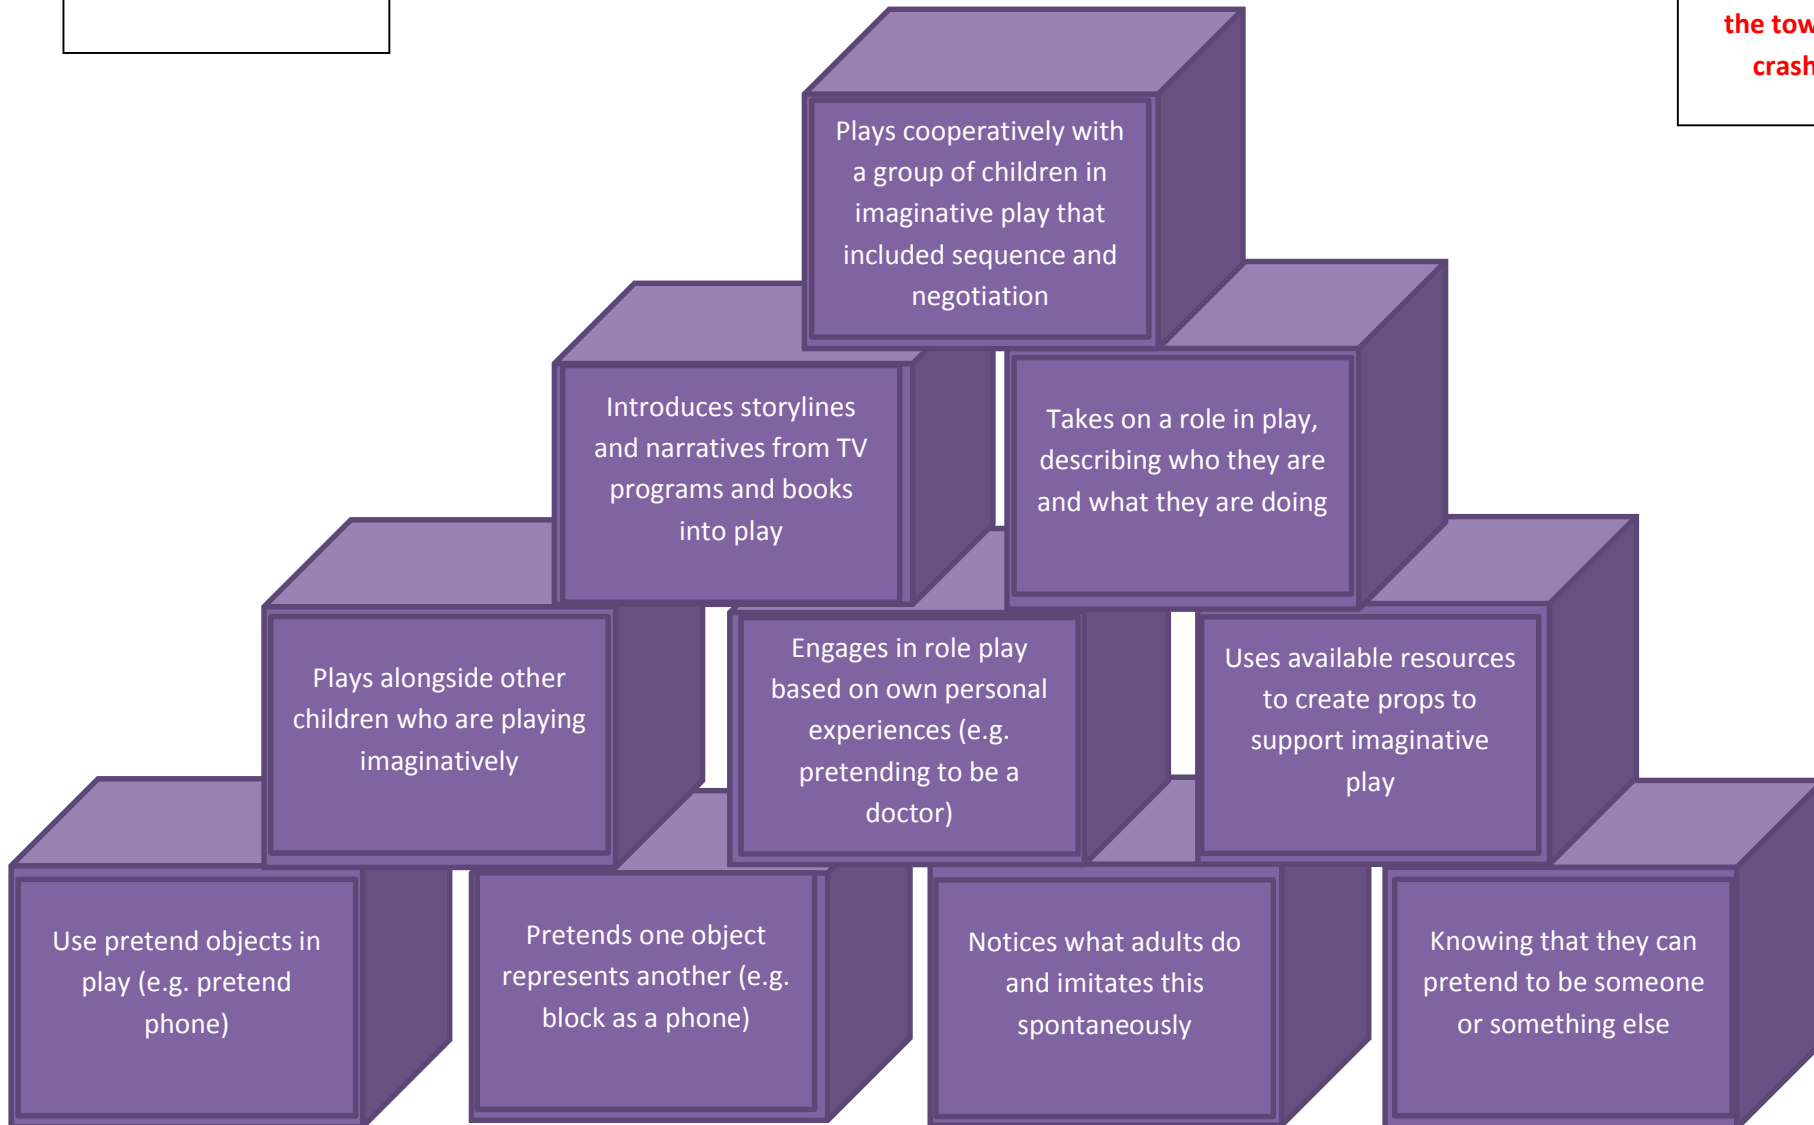 the tow
crash
Plays cooperatively with
a group of children in
imaginative play that
included sequence and
negotiation
Introduces storylines
and narratives from TV
programs and books
into play
Takes on a role in play,
describing who they are
and what they are doing
Plays alongside other
children who are playing
imaginatively
Engages in role play
based on own personal
experiences (e.g.
pretending to be a
doctor)
Uses available resources
to create props to
support imaginative
play
Use pretend objects in
play (e.g. pretend
phone)
Pretends one object
represents another (e.g.
block as a phone)
Notices what adults do
and imitates this
spontaneously
Knowing that they can
pretend to be someone
or something else